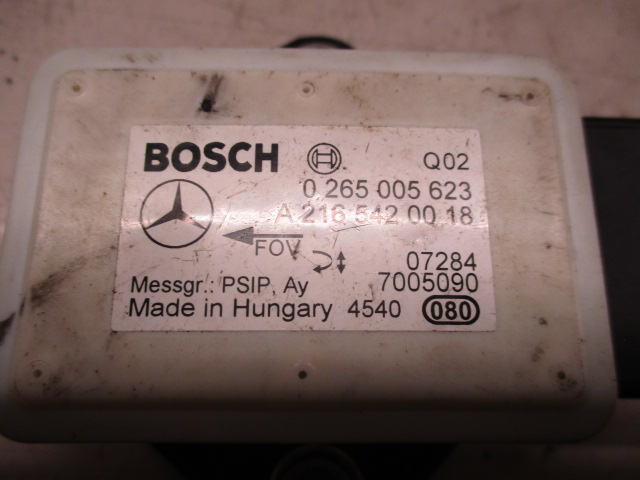 BOSCH Q02
0 265 005 623
A 216 542 00 18
FOV
07284
Messgr.: PSIP, Ay 7005090
Made in Hungary 4540 080